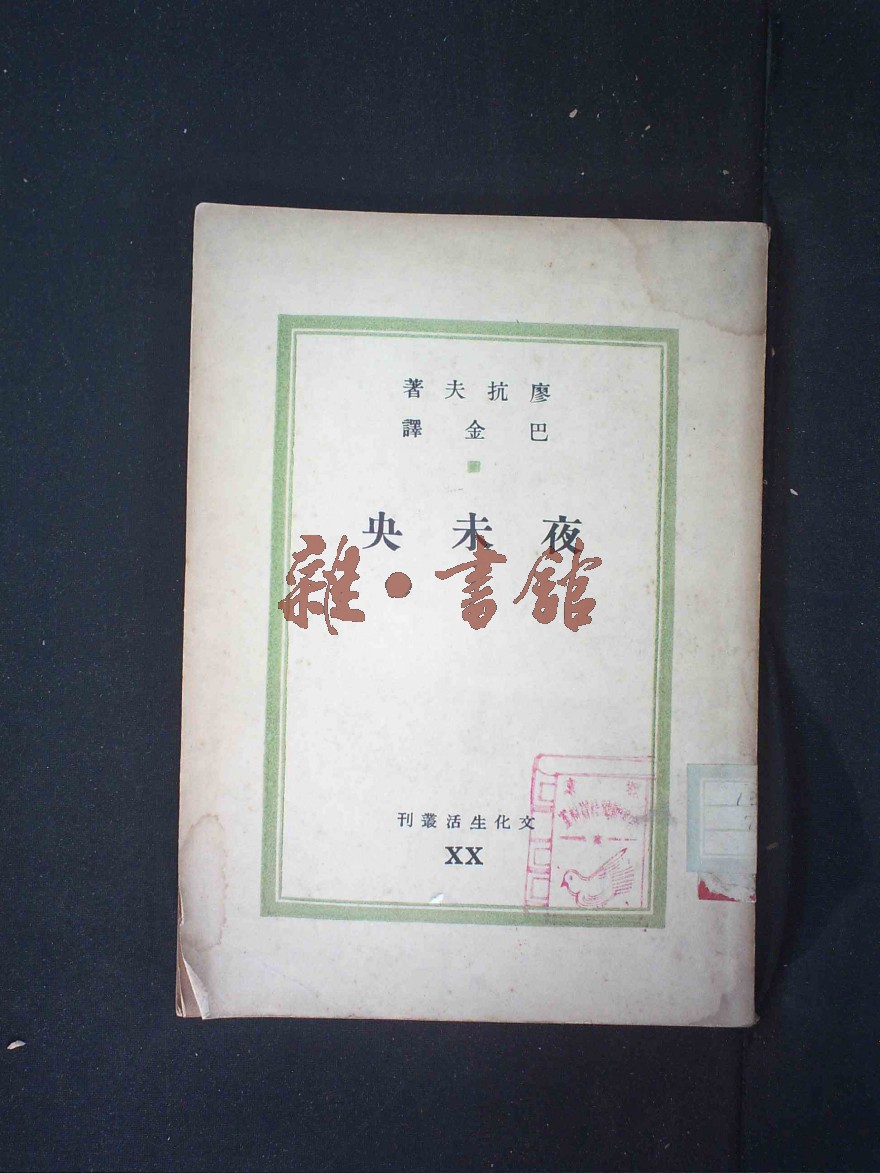 廖抗夫著
巴金譯
夜未央
雜·書館
文化生活叢刊
XX